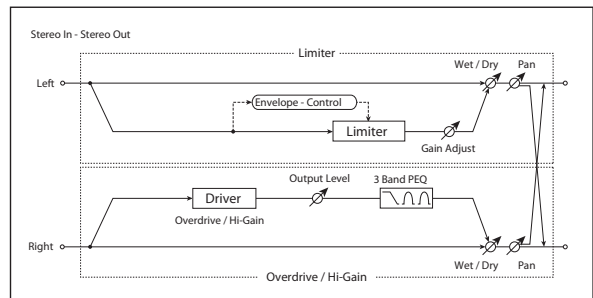 Stereo In - Stereo Out
Limiter
Wet / Dry
Pan
Left
Envelope - Control
Limiter
Gain Adjust
Output Level
3 Band PEQ
Driver
Overdrive / Hi-Gain
Right
Wet / Dry
Pan
Overdrive / Hi-Gain